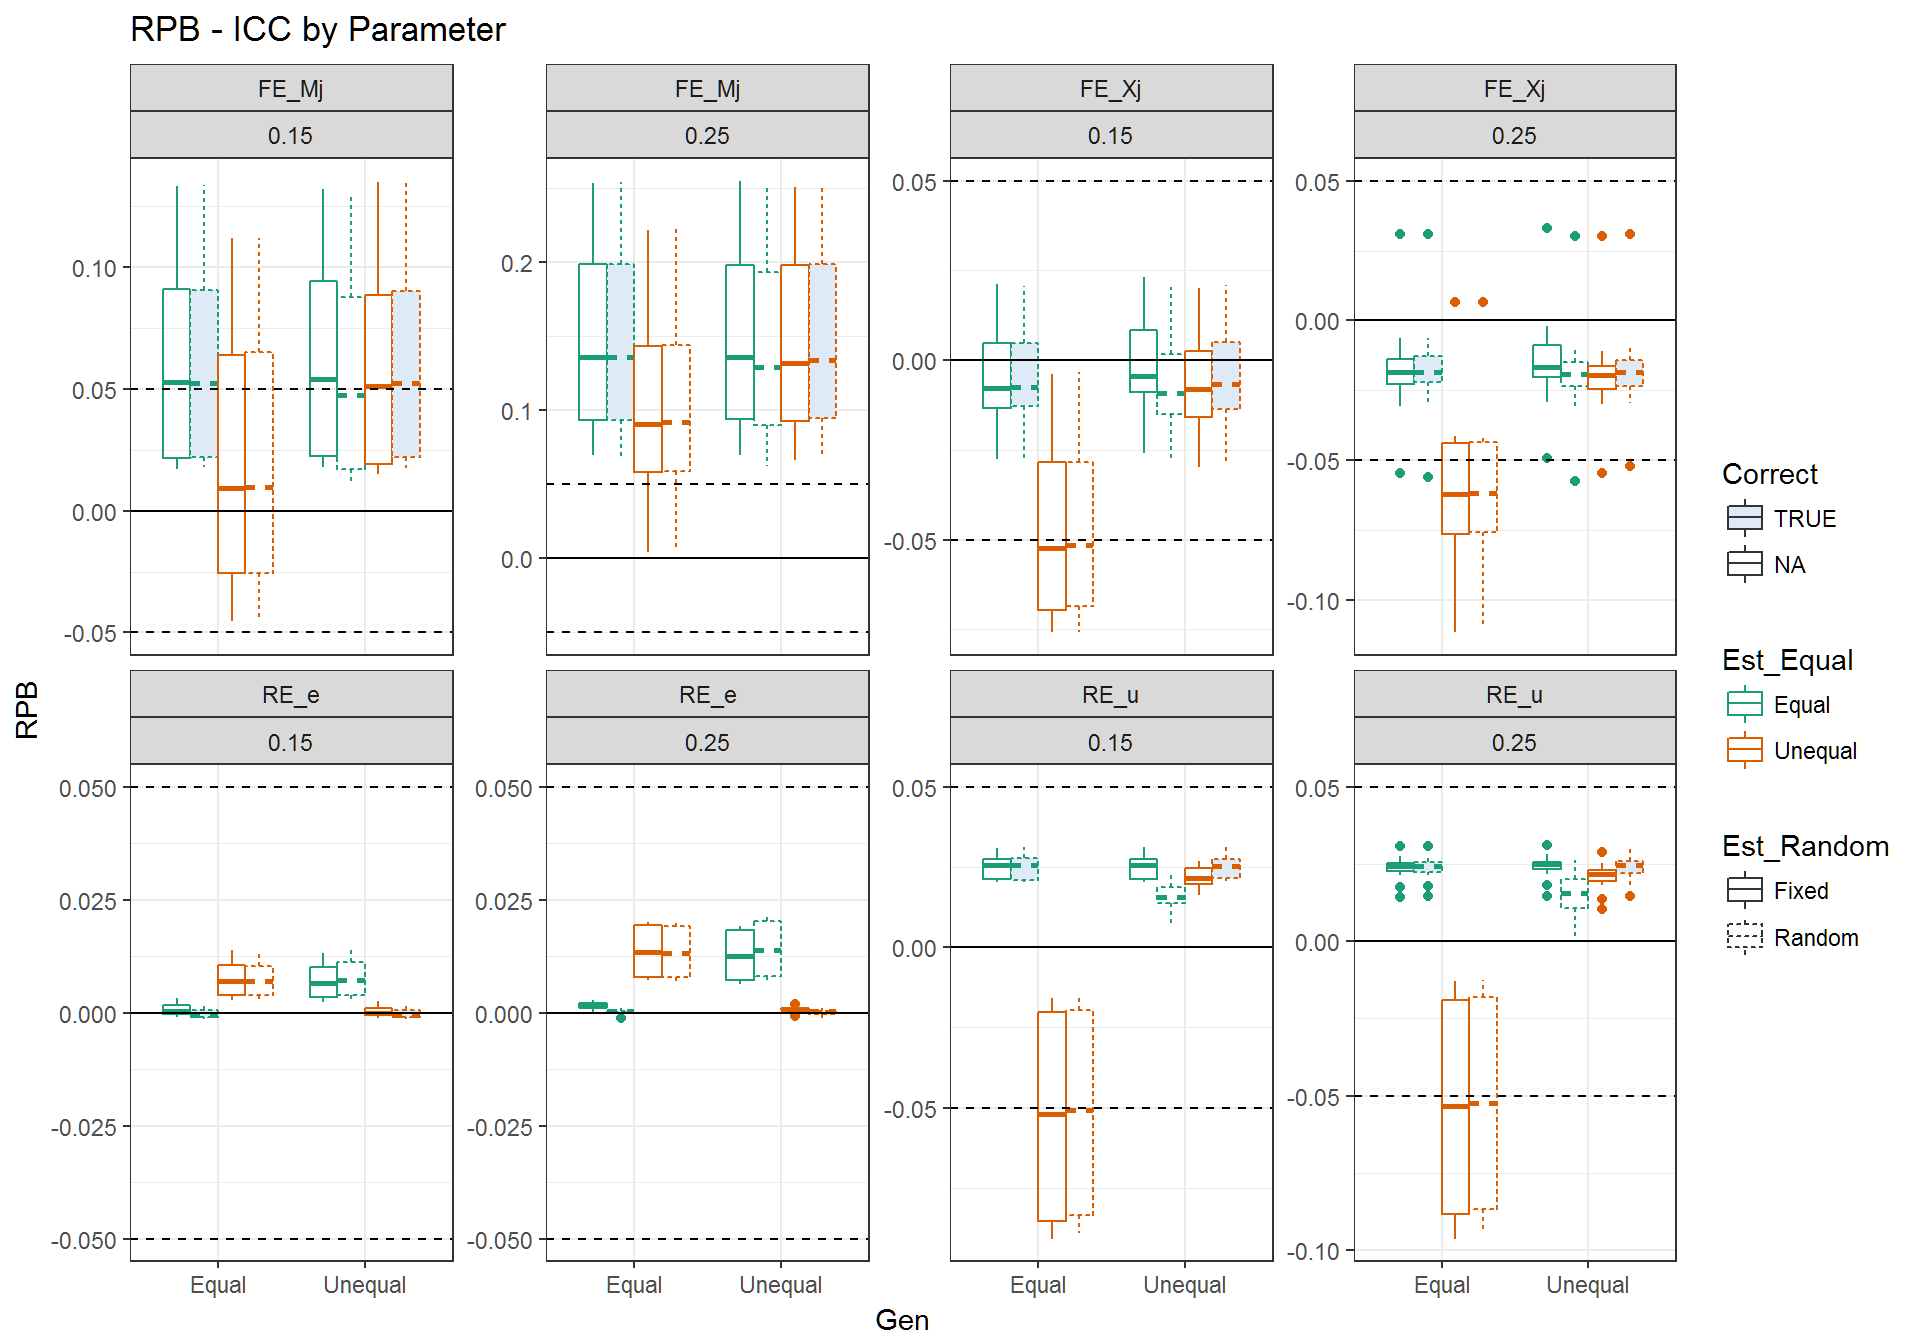 RPB - ICC by Parameter
FE_Mj
FE_Mj
FE_Xj
FE_Xj
0.15
0.25
0.15
0.25
0.10
0.05
0.00
-0.05
0.2
0.1
0.0
0.05
0.00
-0.05
0.05
0.00
-0.05
-0.10
RE_e
RE_e
RE_u
RE_u
0.15
0.25
0.15
0.25
0.050
0.025
0.000
-0.025
-0.050
0.050
0.025
0.000
-0.025
-0.050
0.05
0.00
-0.05
0.05
0.00
-0.05
-0.10
Equal Unequal
Equal Unequal
Equal Unequal
Equal Unequal
Gen
RPB
Correct
TRUE
NA
Est_Equal
Equal
Unequal
Est_Random
Fixed
Random